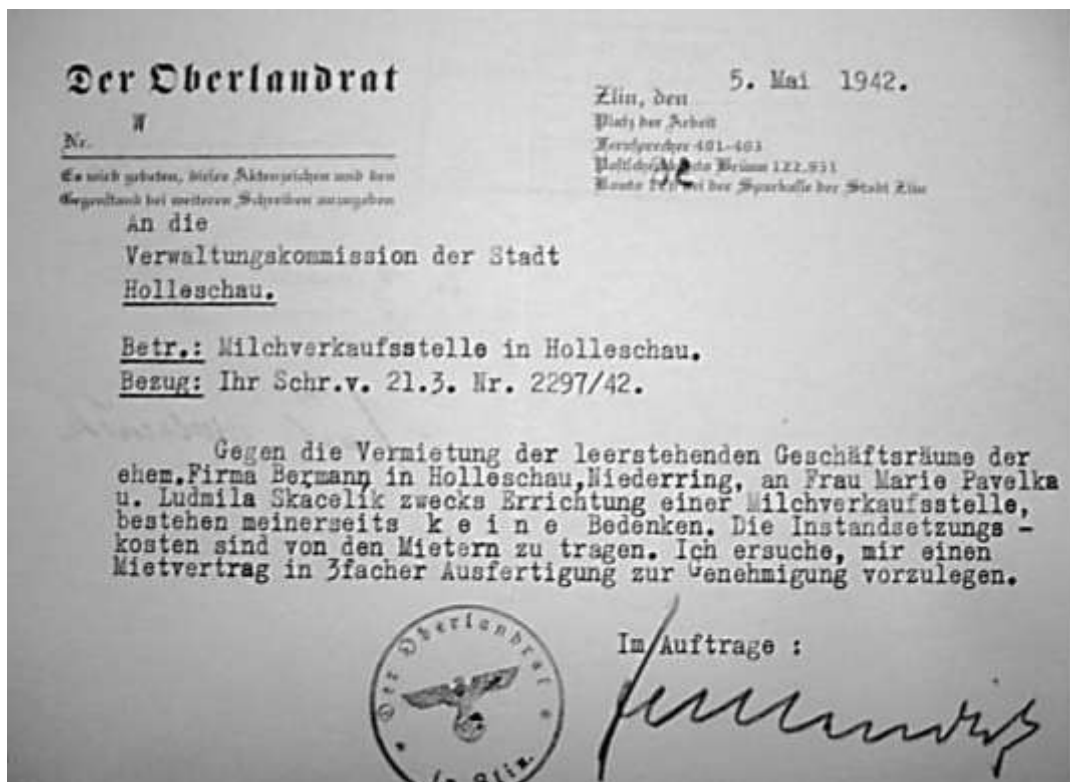 Der Oberlandrat
Nr. W
Es wird gebeten, dieses Aktenzeichen und den
Gegenstand bei weiteren Schreiben anzugeben
Zlin, den 5. Mai 1942.
Platz der Arbeit
Fernsprecher 401-403
Brünn 122.951
Konto bei der Sparkasse der Stadt Zlin
An die
Verwaltungskommission der Stadt
Holleschau.
Betr.: Milchverkaufsstelle in Holleschau.
Bezug: Ihr Schr.v. 21.3. Nr. 2297/42.
Gegen die Vermietung der leerstehenden Geschäftsräume der
ehem.Firma Bermann in Holleschau,Niederring, an Frau Marie Pavelka
u. Ludmila Skacelik zwecks Errichtung einer Milchverkaufsstelle,
bestehen meinerseits k e i n e Bedenken. Die Instandsetzungs -
kosten sind von den Mietern zu tragen. Ich ersuche, mir einen
Mietvertrag in 3facher Ausfertigung zur Genehmigung vorzulegen.
Im Auftrage :
Der Oberlandrat
in Zlin.